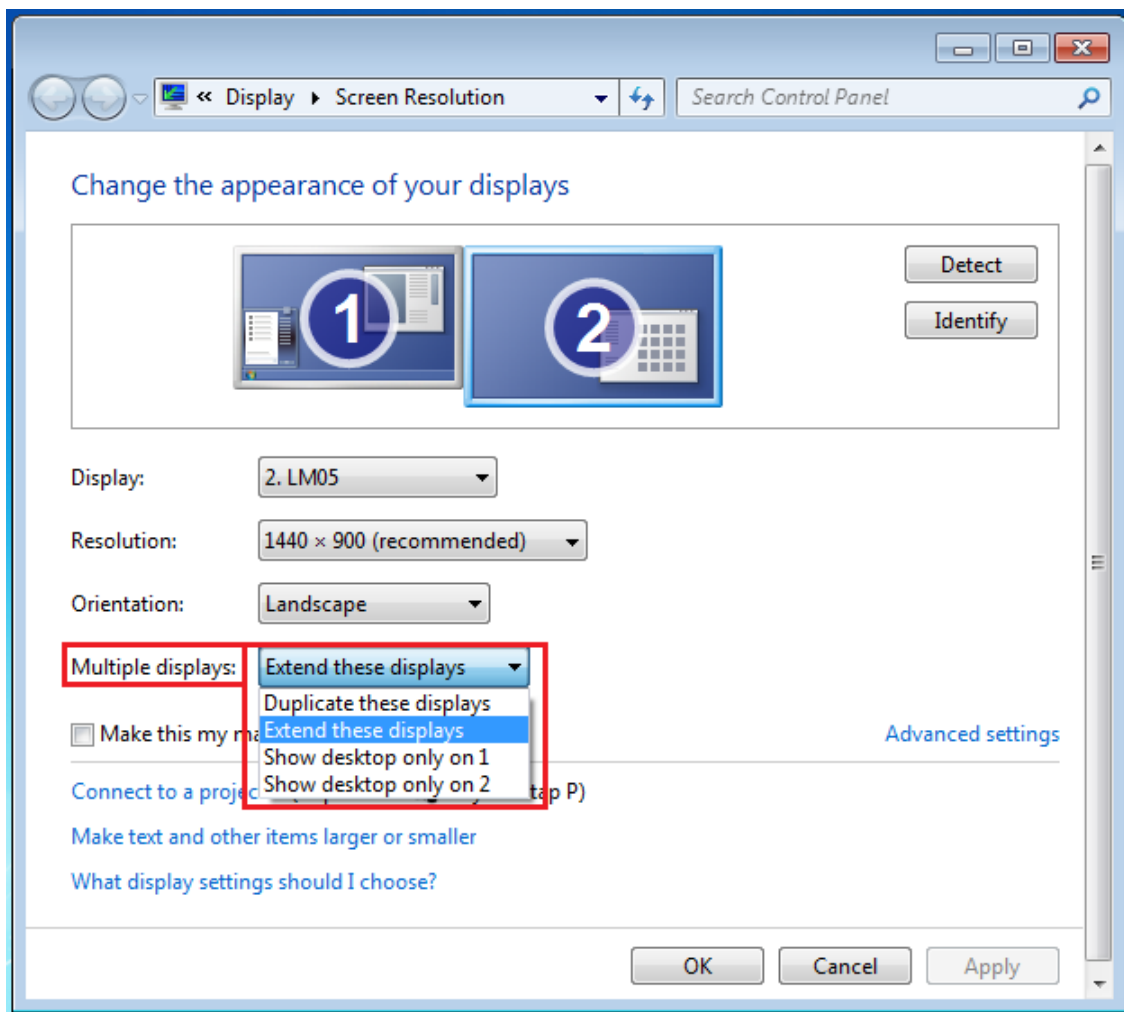 « Display ▸ Screen Resolution
Search Control Panel
Change the appearance of your displays
1
2
Detect
Identify
Display: 2. LM05
Resolution: 1440 × 900 (recommended)
Orientation: Landscape
Multiple displays: Extend these displays
Duplicate these displays
Extend these displays
Show desktop only on 1
Show desktop only on 2
Make this my
Advanced settings
Connect to a tap P)
Make text and other items larger or smaller
What display settings should I choose?
OK Cancel Apply